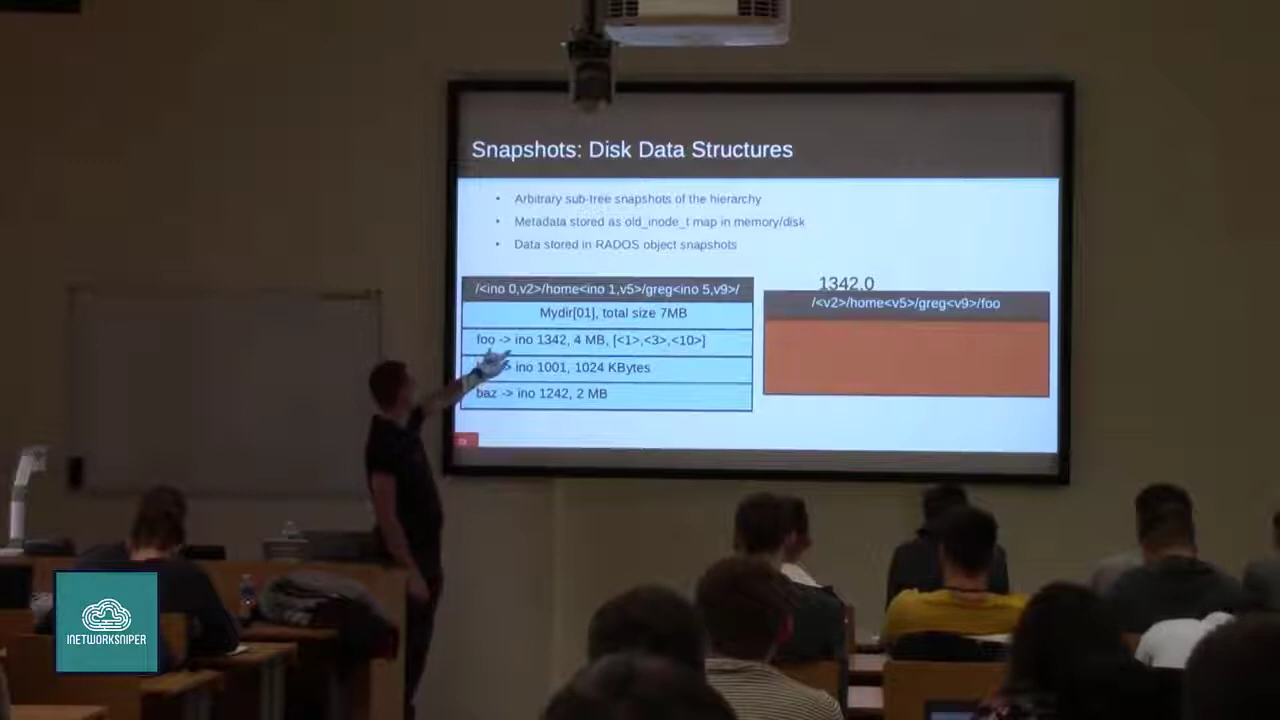 Snapshots: Disk Data Structures
• Arbitrary sub-tree snapshots of the hierarchy
• Metadata stored as old_inode_t map in memory/disk
• Data stored in RADOS object snapshots
/<ino 0,v2>/home<ino 1,v5>/greg<ino 5,v9>/
Mydir[01], total size 7MB
foo -> ino 1342, 4 MB, [<1>,<3>,<10>]
> ino 1001, 1024 KBytes
baz -> ino 1242, 2 MB
1342.0
/<v2>/home<v5>/greg<v9>/foo
INETWORKSNIPER